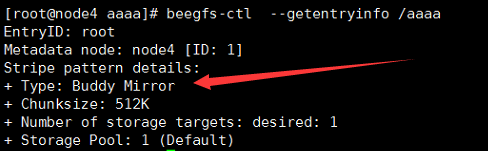 [root@node4 aaaa]# beegfs-ctl  --getentryinfo /aaaa
EntryID: root
Metadata node: node4 [ID: 1]
Stripe pattern details:
+ Type: Buddy Mirror
+ Chunksize: 512K
+ Number of storage targets: desired: 1
+ Storage Pool: 1 (Default)